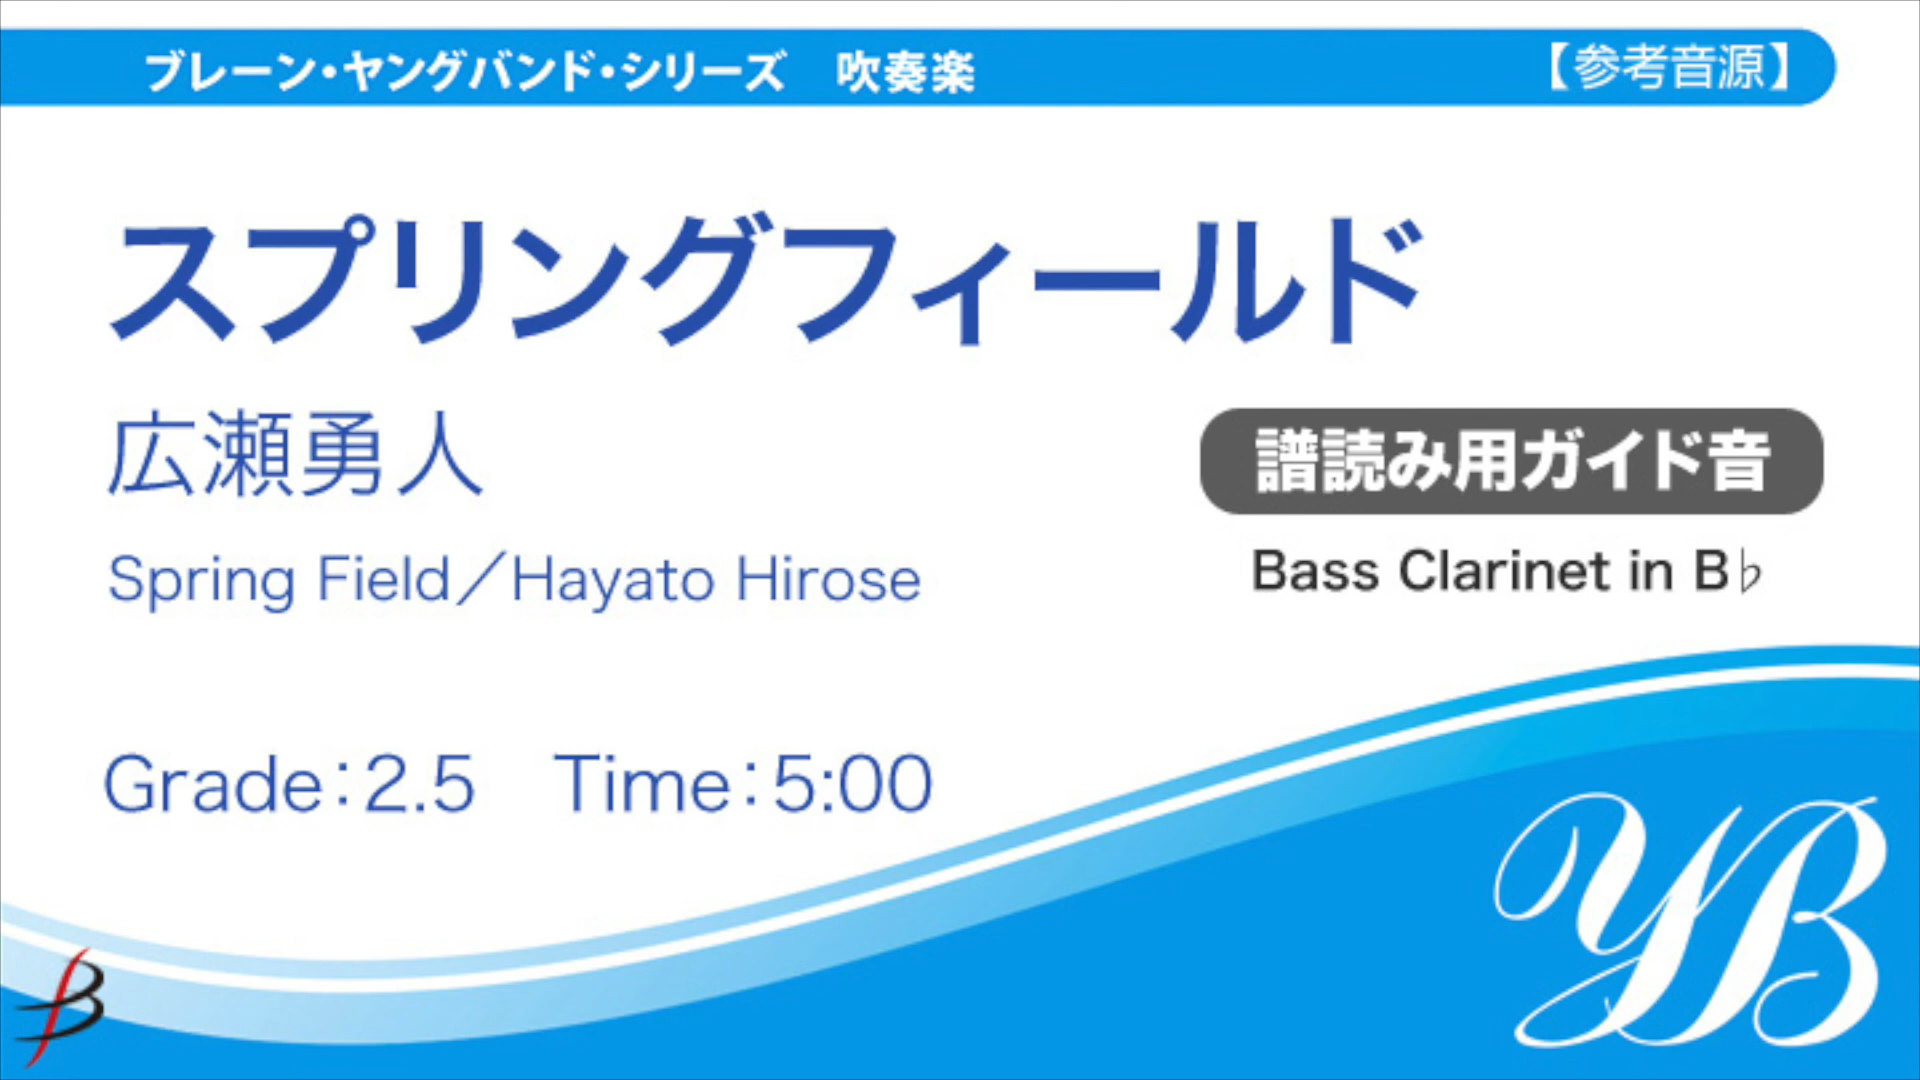 ブレーン・ヤングバンド・シリーズ　吹奏楽
【参考音源】
スプリングフィールド
広瀬勇人
譜読み用ガイド音
Spring Field／Hayato Hirose
Bass Clarinet in B♭
Grade：2.5　Time：5:00
YB
B